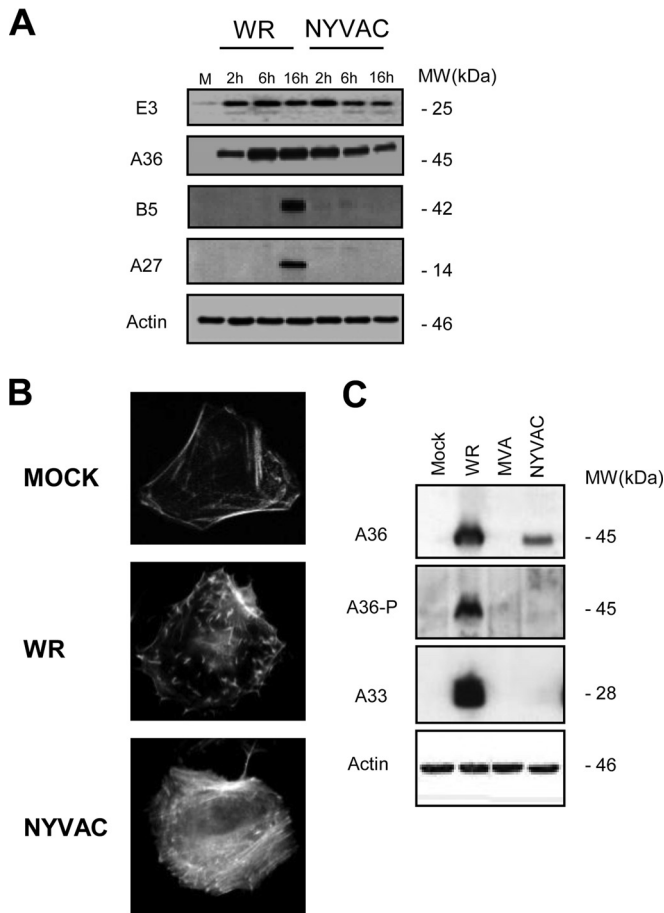 A
WR NYVAC
M 2h 6h 16h 2h 6h 16h MW(kDa)
E3 - 25
A36 - 45
B5 - 42
A27 - 14
Actin - 46
B
MOCK
WR
NYVAC
C
Mock WR MVA NYVAC
MW(kDa)
A36 - 45
A36-P - 45
A33 - 28
Actin - 46